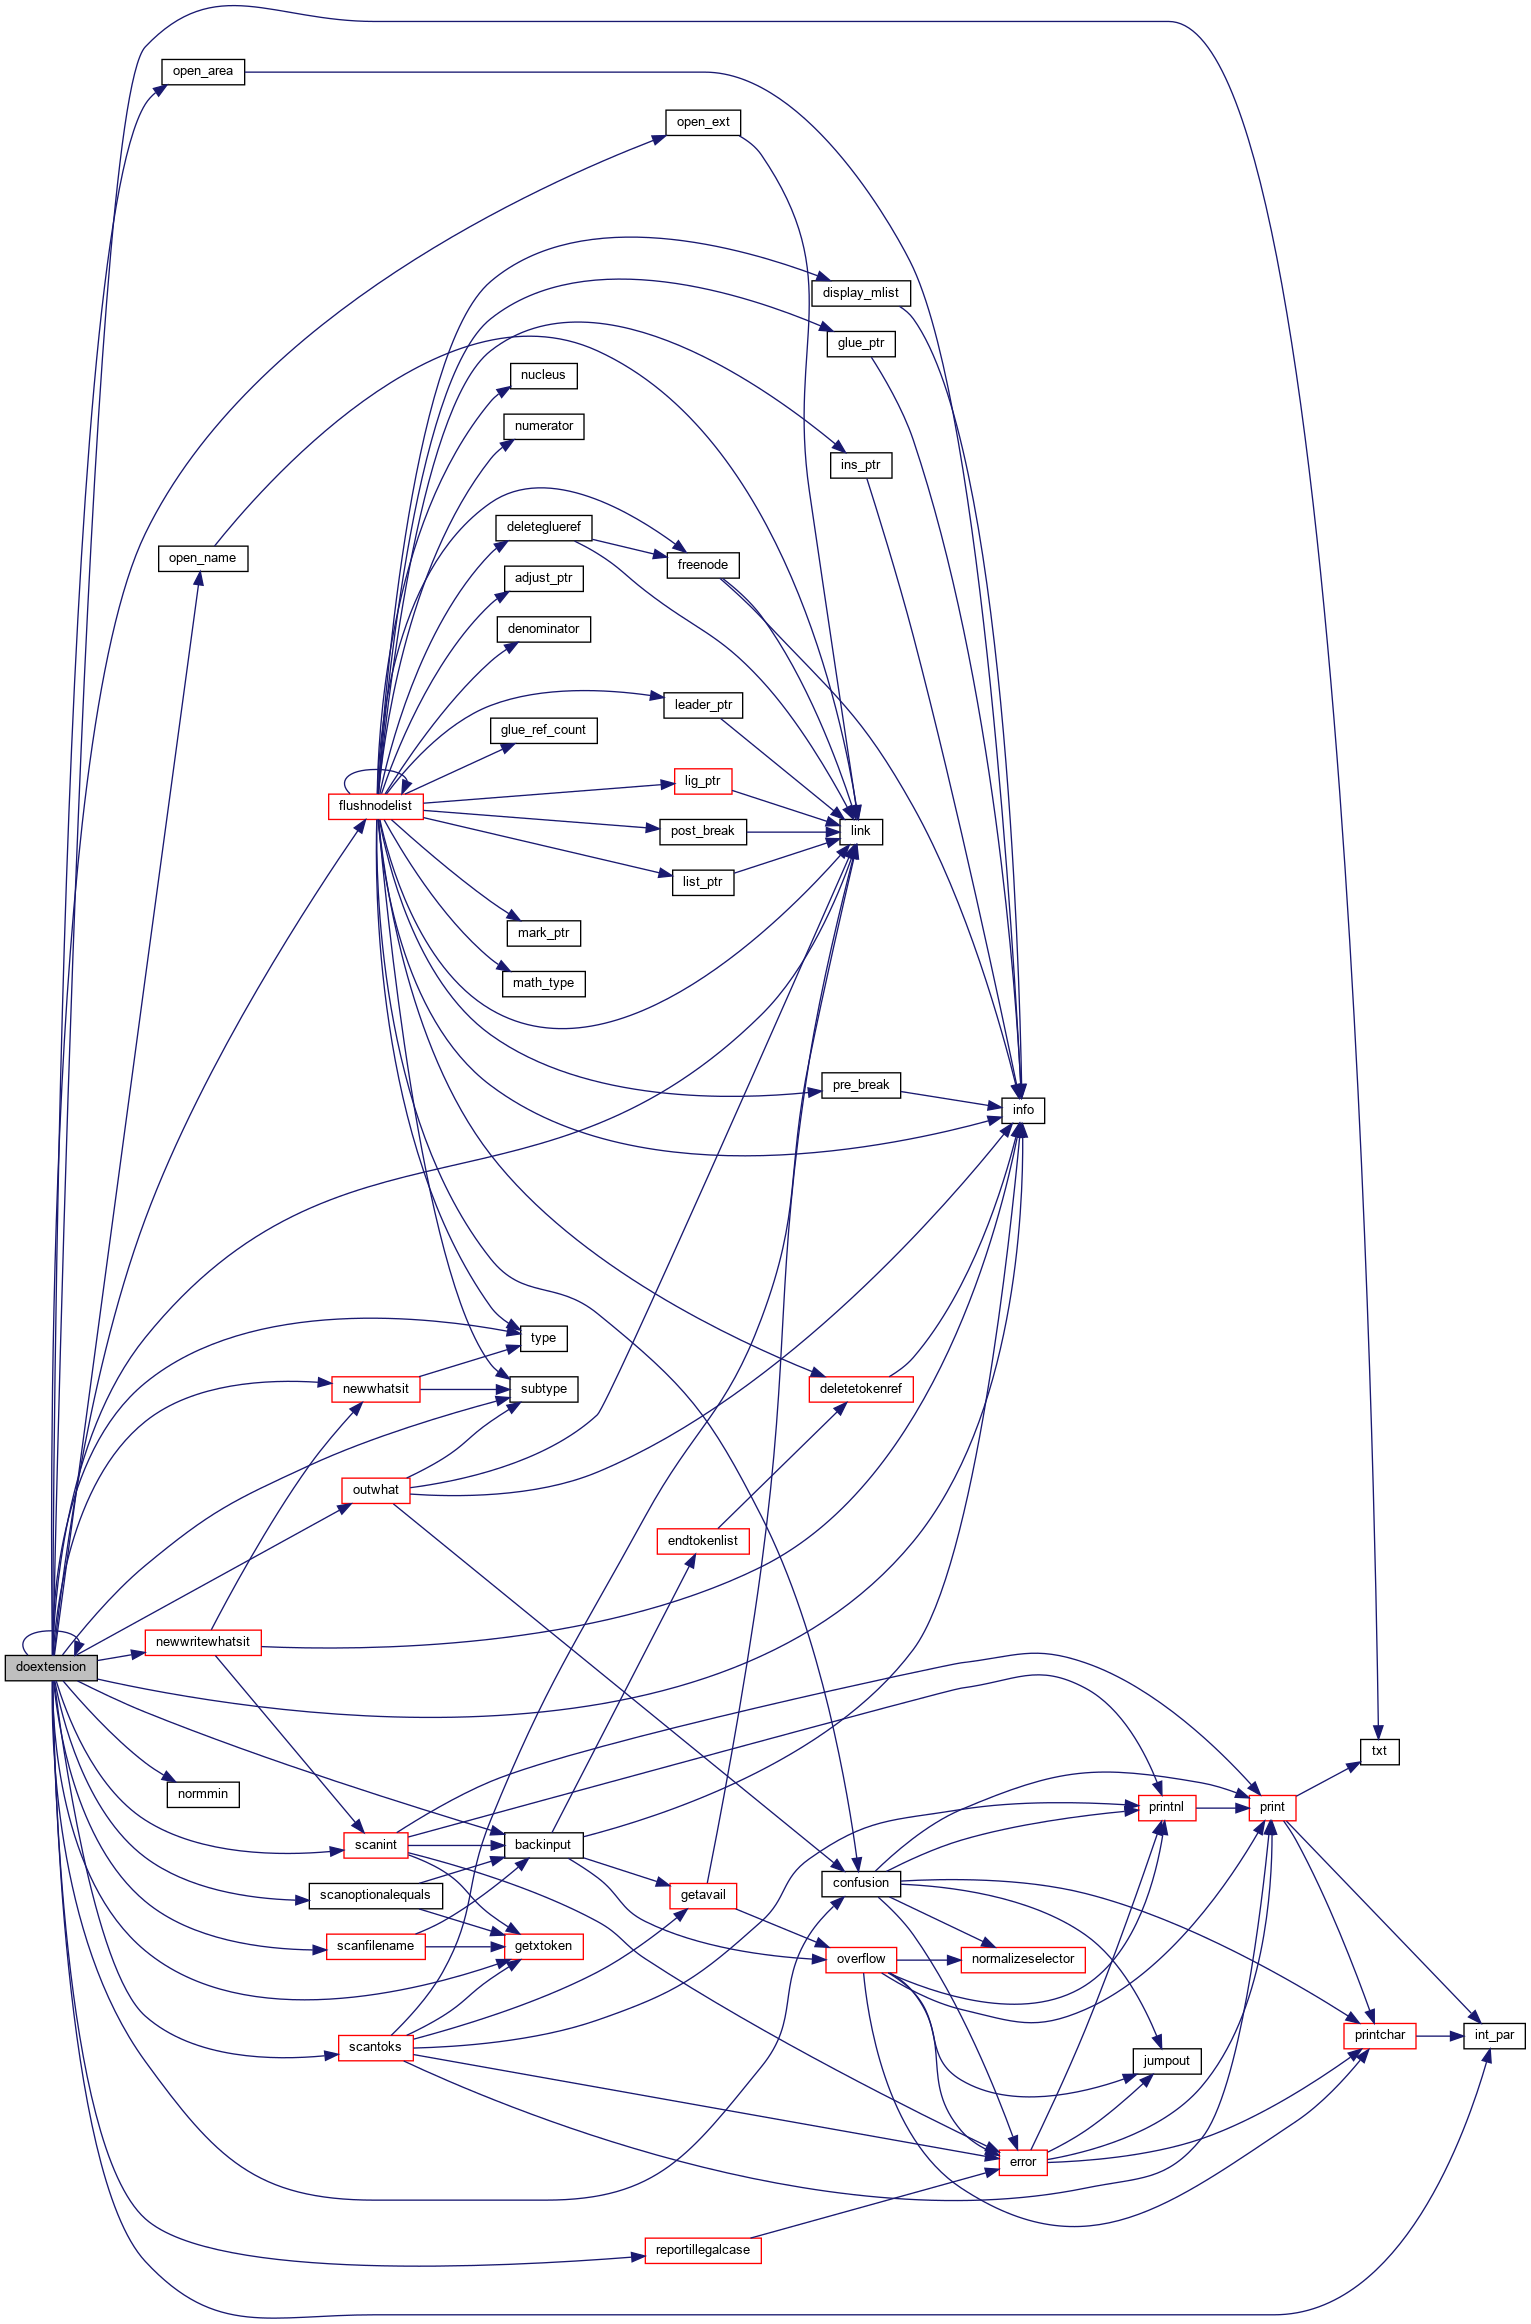 open_area
open_ext
display_mlist
glue_ptr
nucleus
numerator
ins_ptr
deleteglueref
open_name
freenode
adjust_ptr
denominator
leader_ptr
glue_ref_count
lig_ptr
flushnodelist
post_break
link
list_ptr
mark_ptr
math_type
pre_break
info
type
newwhatsit
subtype
deletetokenref
outwhat
endtokenlist
newwritewhatsit
doextension
txt
normmin
printnl
print
scanint
backinput
confusion
scanoptionalequals
getavail
scanfilename
getxtoken
overflow
normalizeselector
printchar
int_par
scantoks
jumpout
error
reportillegalcase